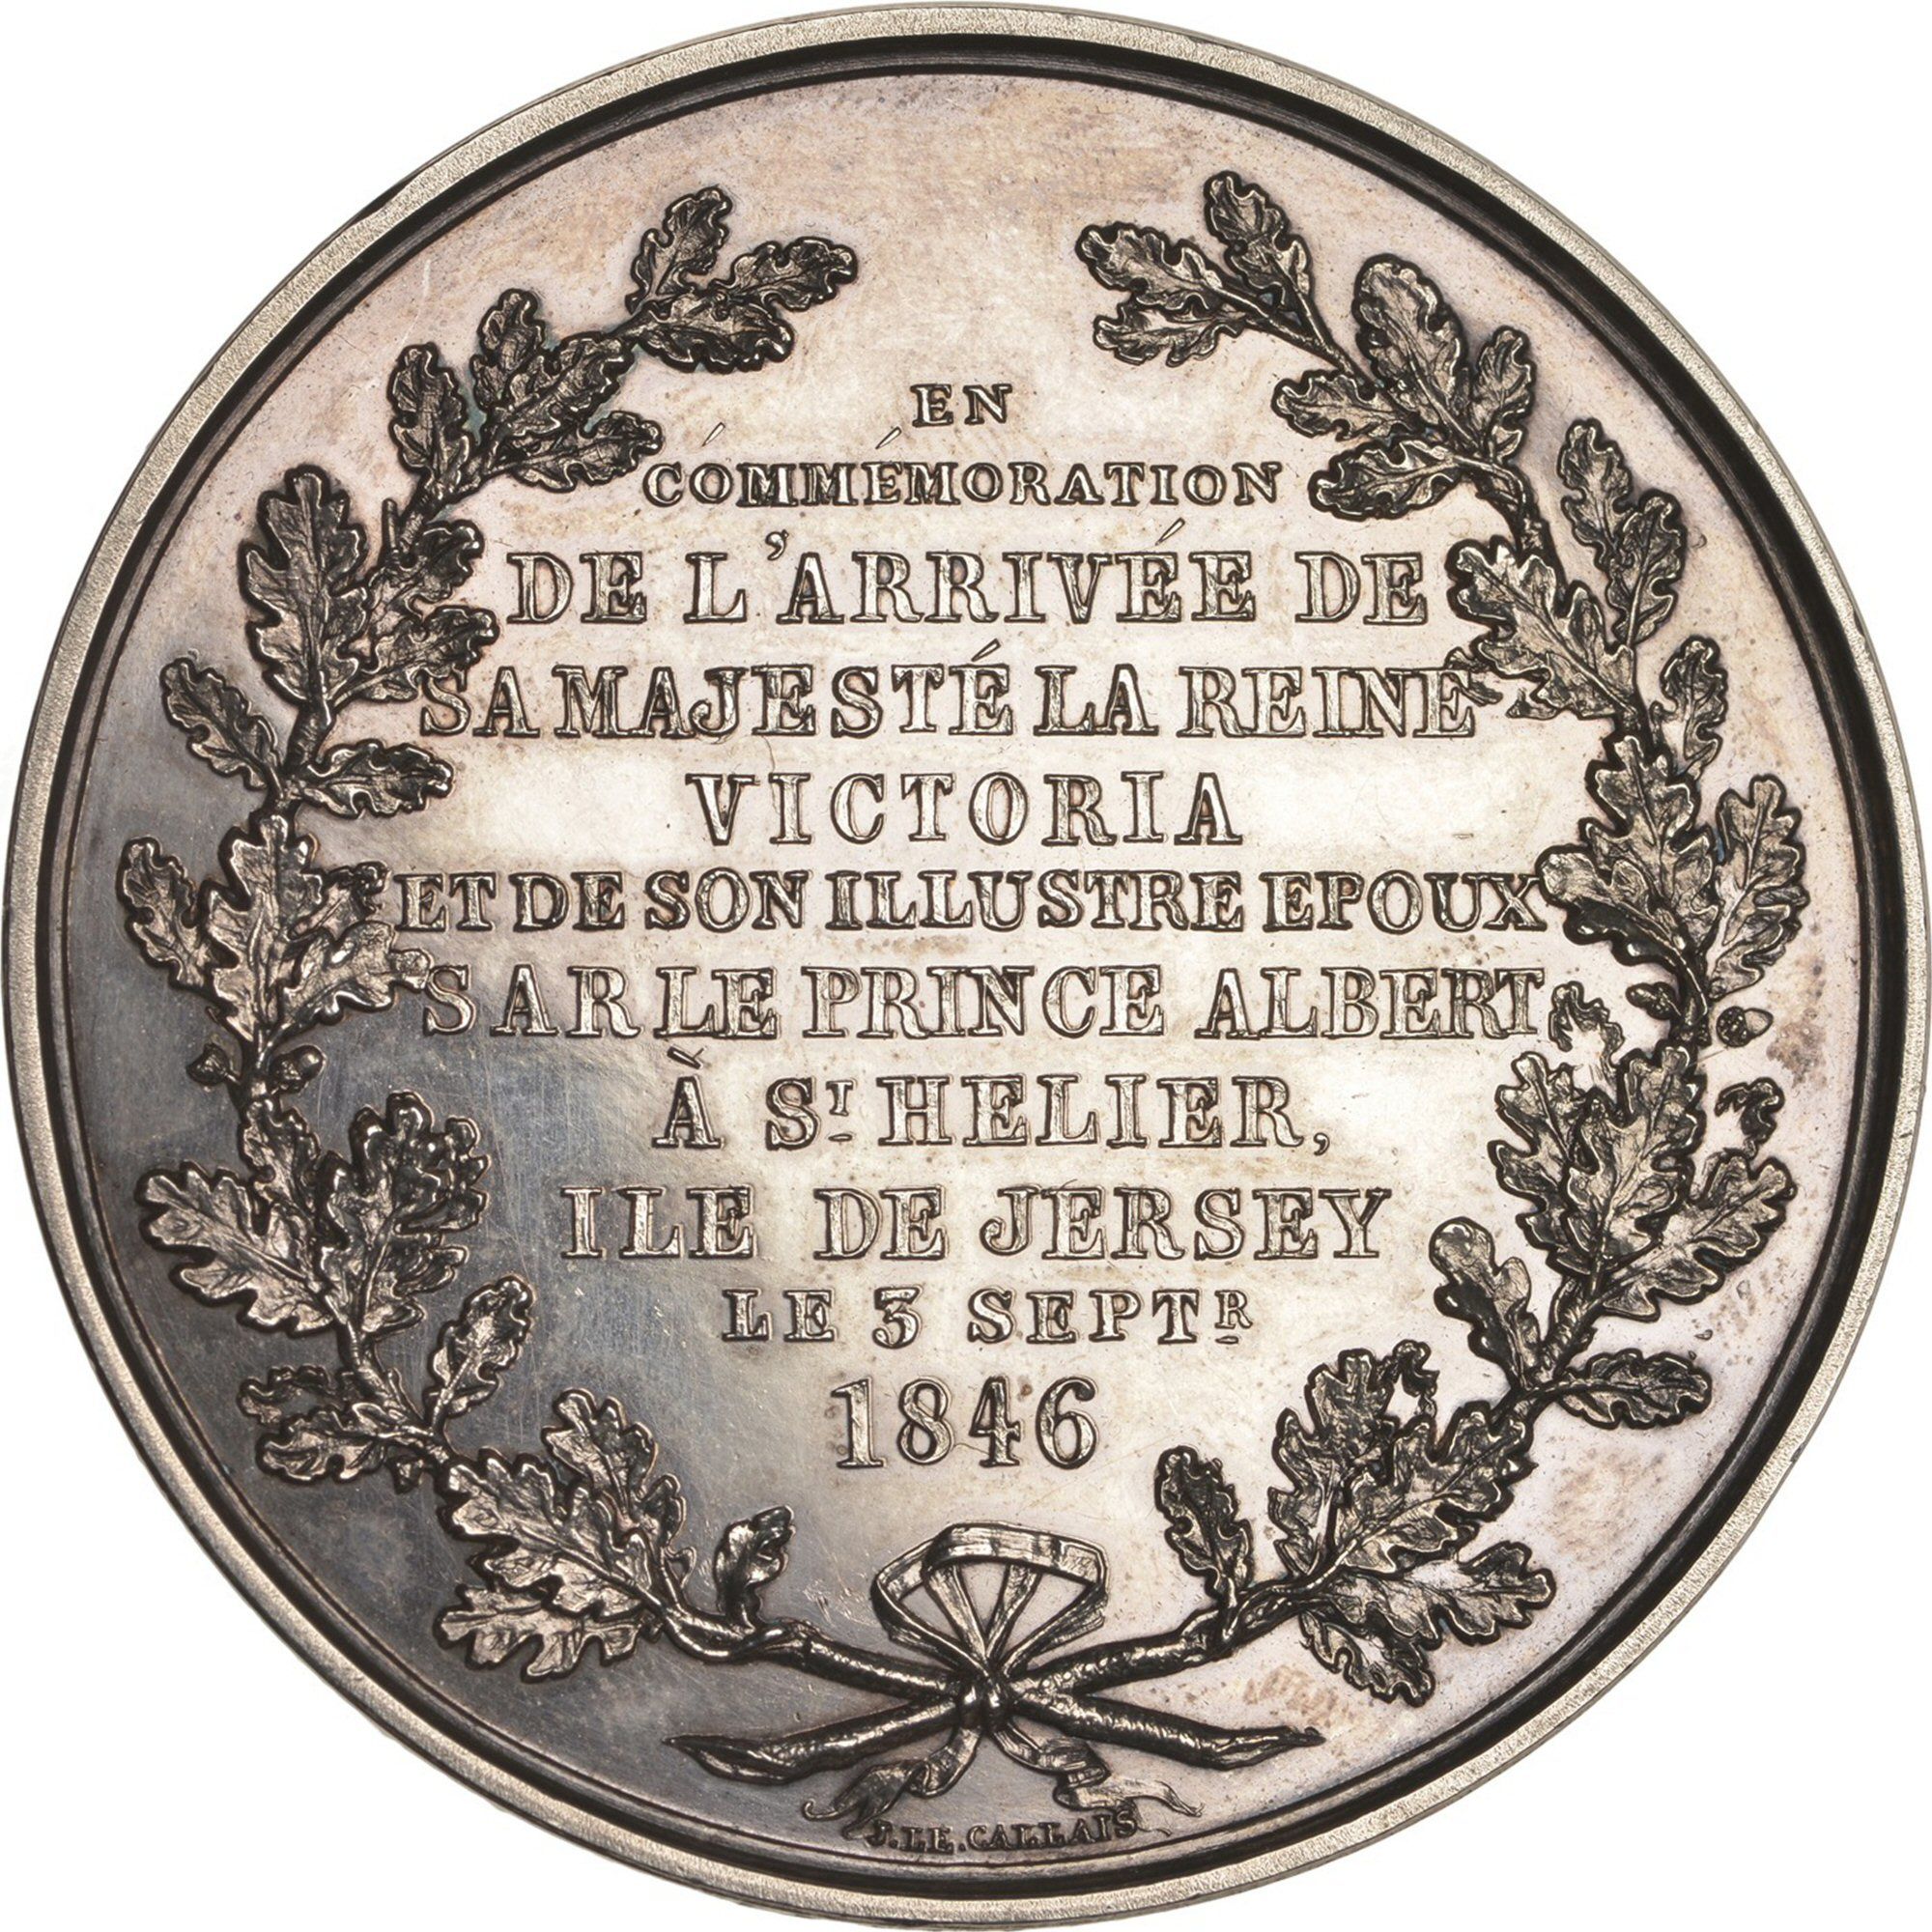 EN
CÓMMÉMORATION
DE L'ARRIVÉE DE
SA MAJESTÉ LA REINE
VICTORIA
ET DE SON ILLUSTRE EPOUX
S A R LE PRINCE ALBERT
À ST HELIER,
ILE DE JERSEY
LE 3 SEPTR
1846
J. LE. CALLAIS